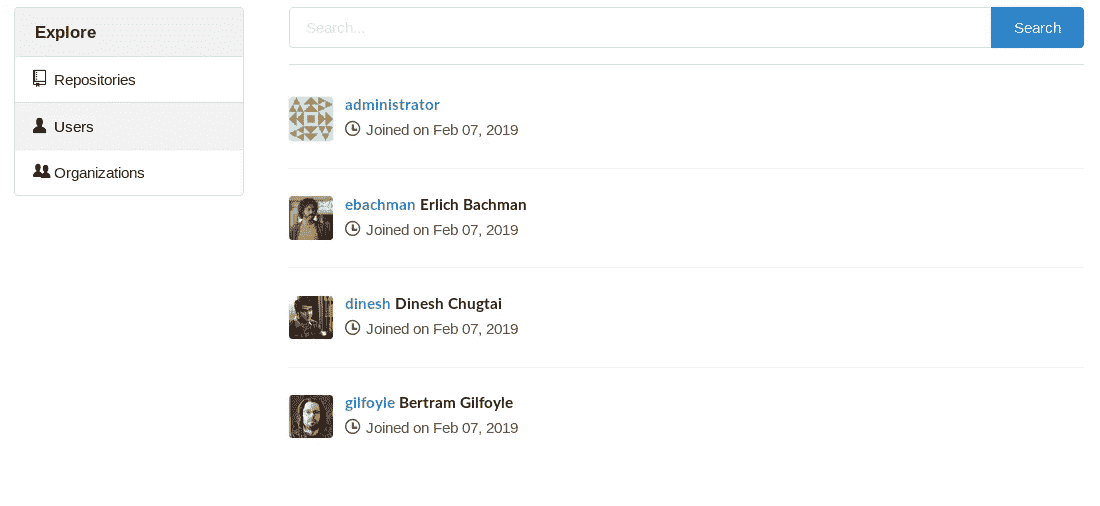 Explore
Repositories
Users
Organizations
Search...
Search
administrator
Joined on Feb 07, 2019
ebachman Erlich Bachman
Joined on Feb 07, 2019
dinesh Dinesh Chugtai
Joined on Feb 07, 2019
gilfoyle Bertram Gilfoyle
Joined on Feb 07, 2019